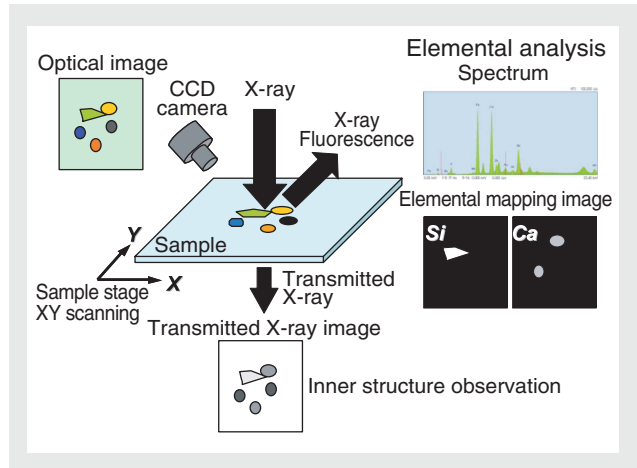 Optical image
CCD
camera
X-ray
X-ray
Fluorescence
Elemental analysis
Spectrum
Elemental mapping image
Si
Ca
Sample
Y
X
Sample stage
XY scanning
Transmitted
X-ray
Transmitted X-ray image
Inner structure observation